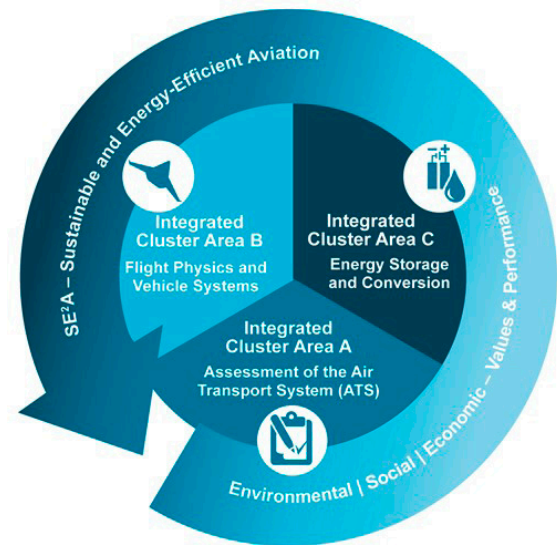 SE²A – Sustainable and Energy-Efficient Aviation
Integrated
Cluster Area B
Flight Physics and
Vehicle Systems
Integrated
Cluster Area C
Energy Storage
and Conversion
Integrated
Cluster Area A
Assessment of the Air
Transport System (ATS)
Environmental | Social | Economic – Values & Performance